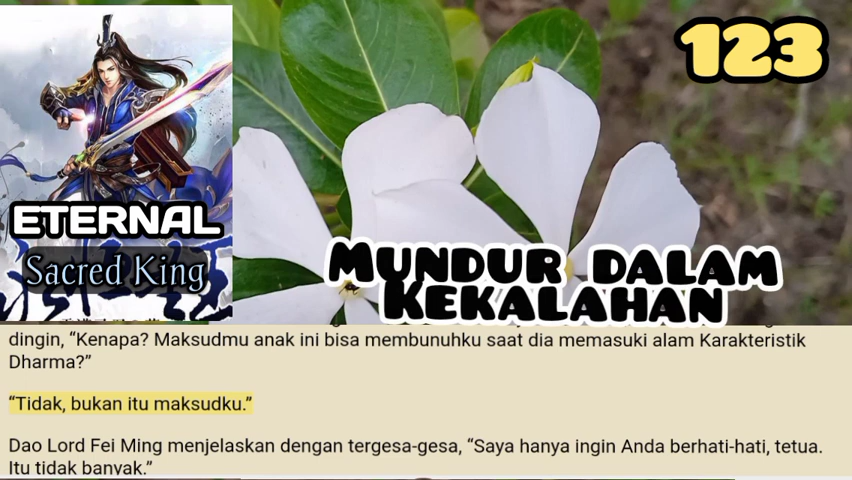 123
ETERNAL
Sacred King
MUNDUR DALAM
KEKALAHAN
dingin, “Kenapa? Maksudmu anak ini bisa membunuhku saat dia memasuki alam Karakteristik
Dharma?”
“Tidak, bukan itu maksudku.”
Dao Lord Fei Ming menjelaskan dengan tergesa-gesa, “Saya hanya ingin Anda berhati-hati, tetua.
Itu tidak banyak.”